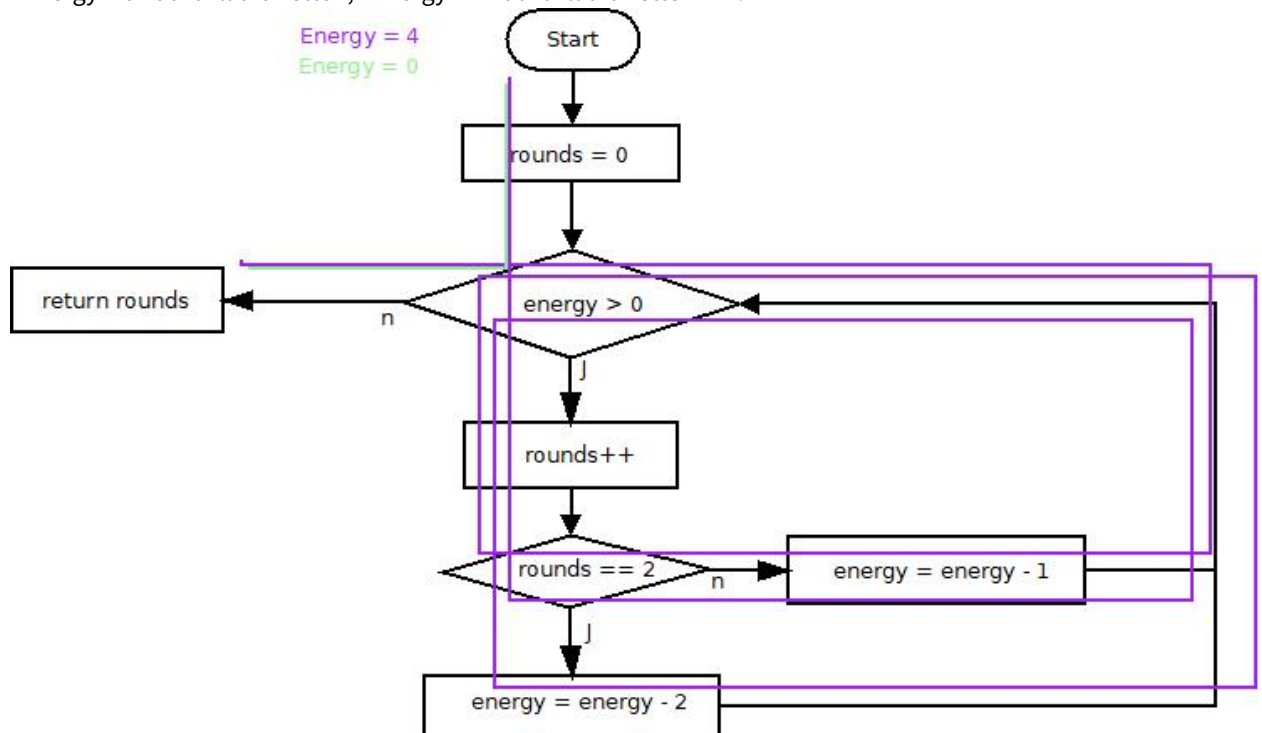 Energy = 4
Energy = 0
Start
rounds = 0
return rounds
n
energy > 0
J
rounds++
rounds == 2
n
energy = energy - 1
J
energy = energy - 2